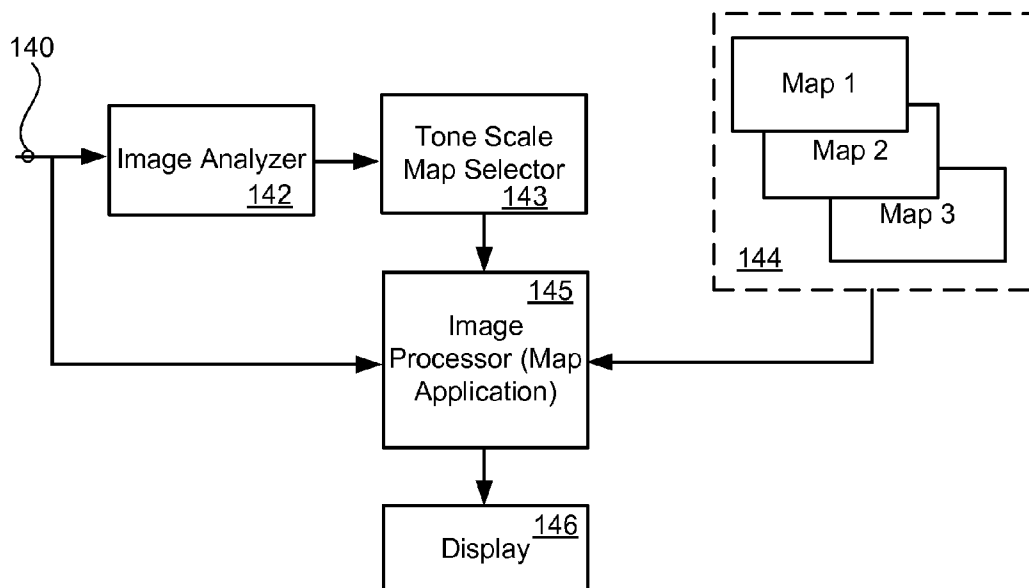 140
Image Analyzer
142
Tone Scale
Map Selector
143
Map 1
Map 2
Map 3
144
145
Image
Processor (Map
Application)
146
Display